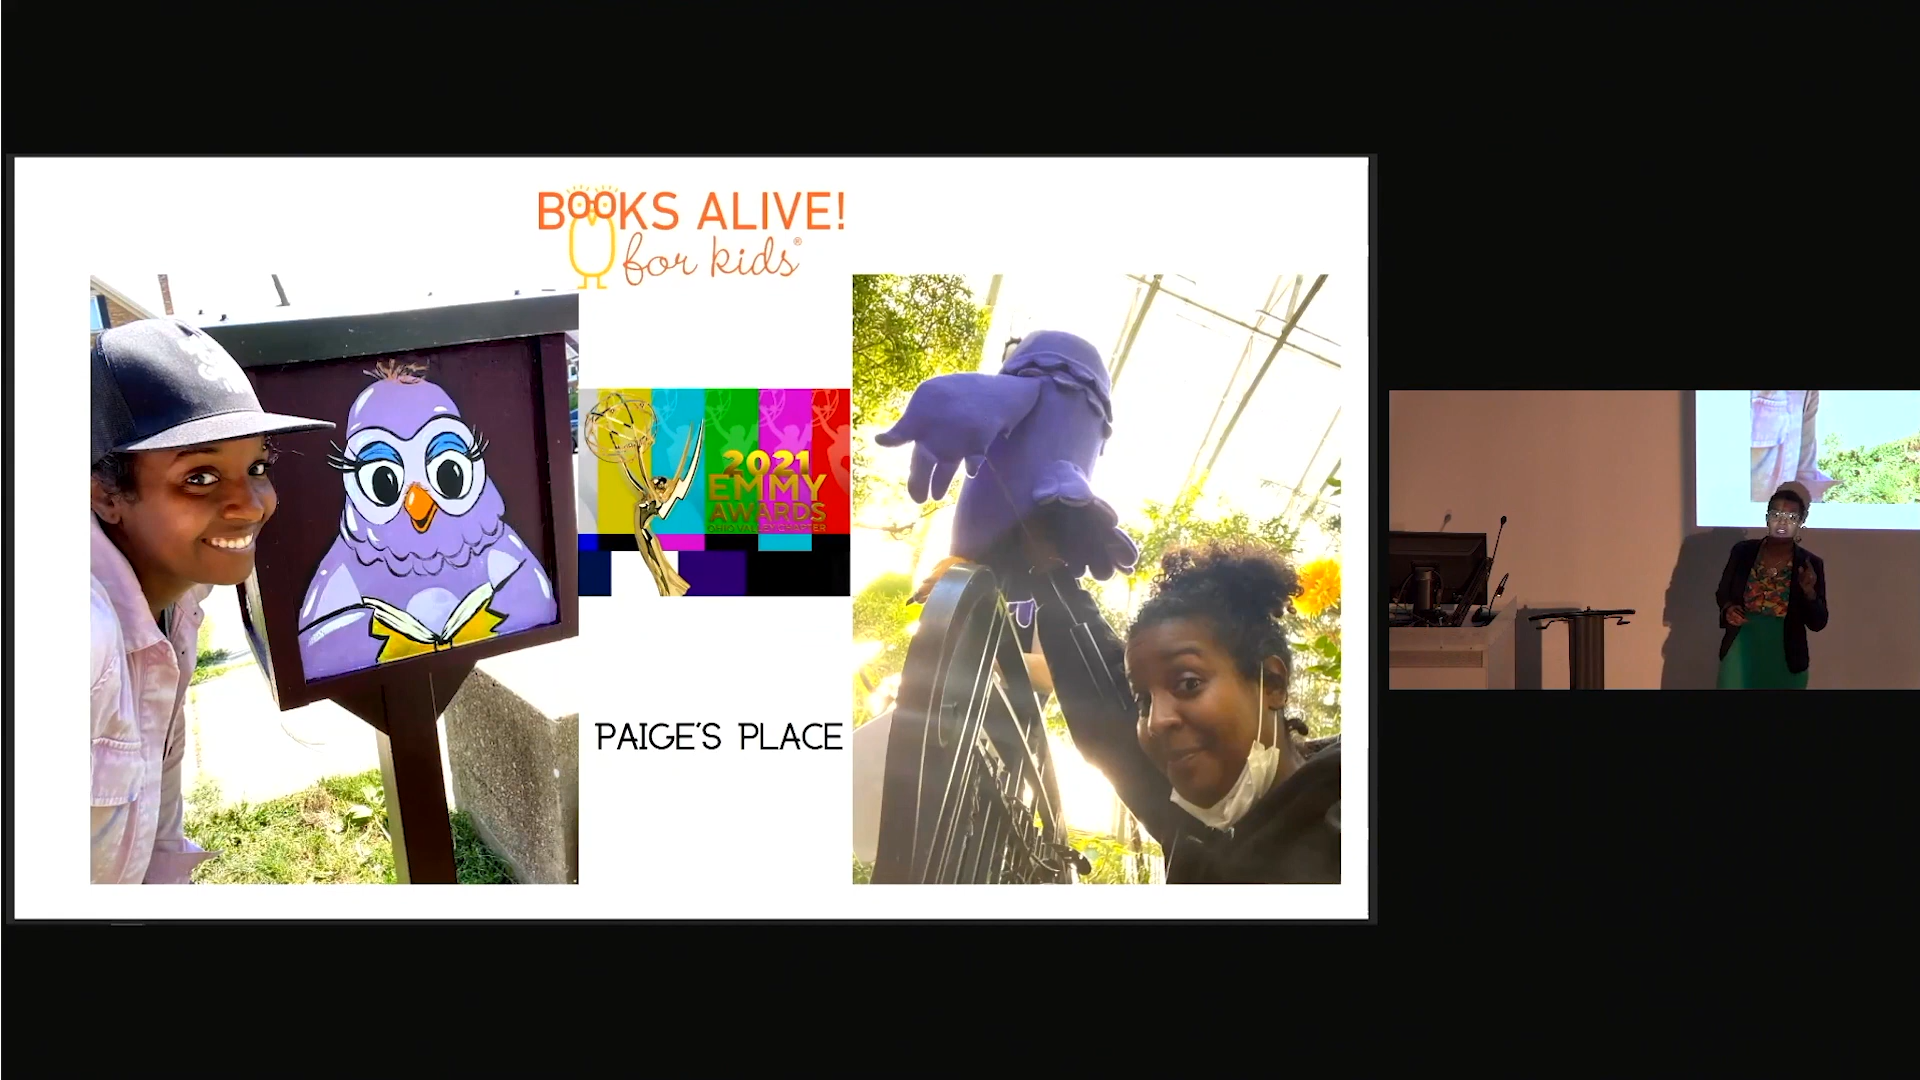 BOOKS ALIVE!
for kids®
2021
EMMY
AWARDS
OHIO VALLEY CHAPTER
PAIGE'S PLACE